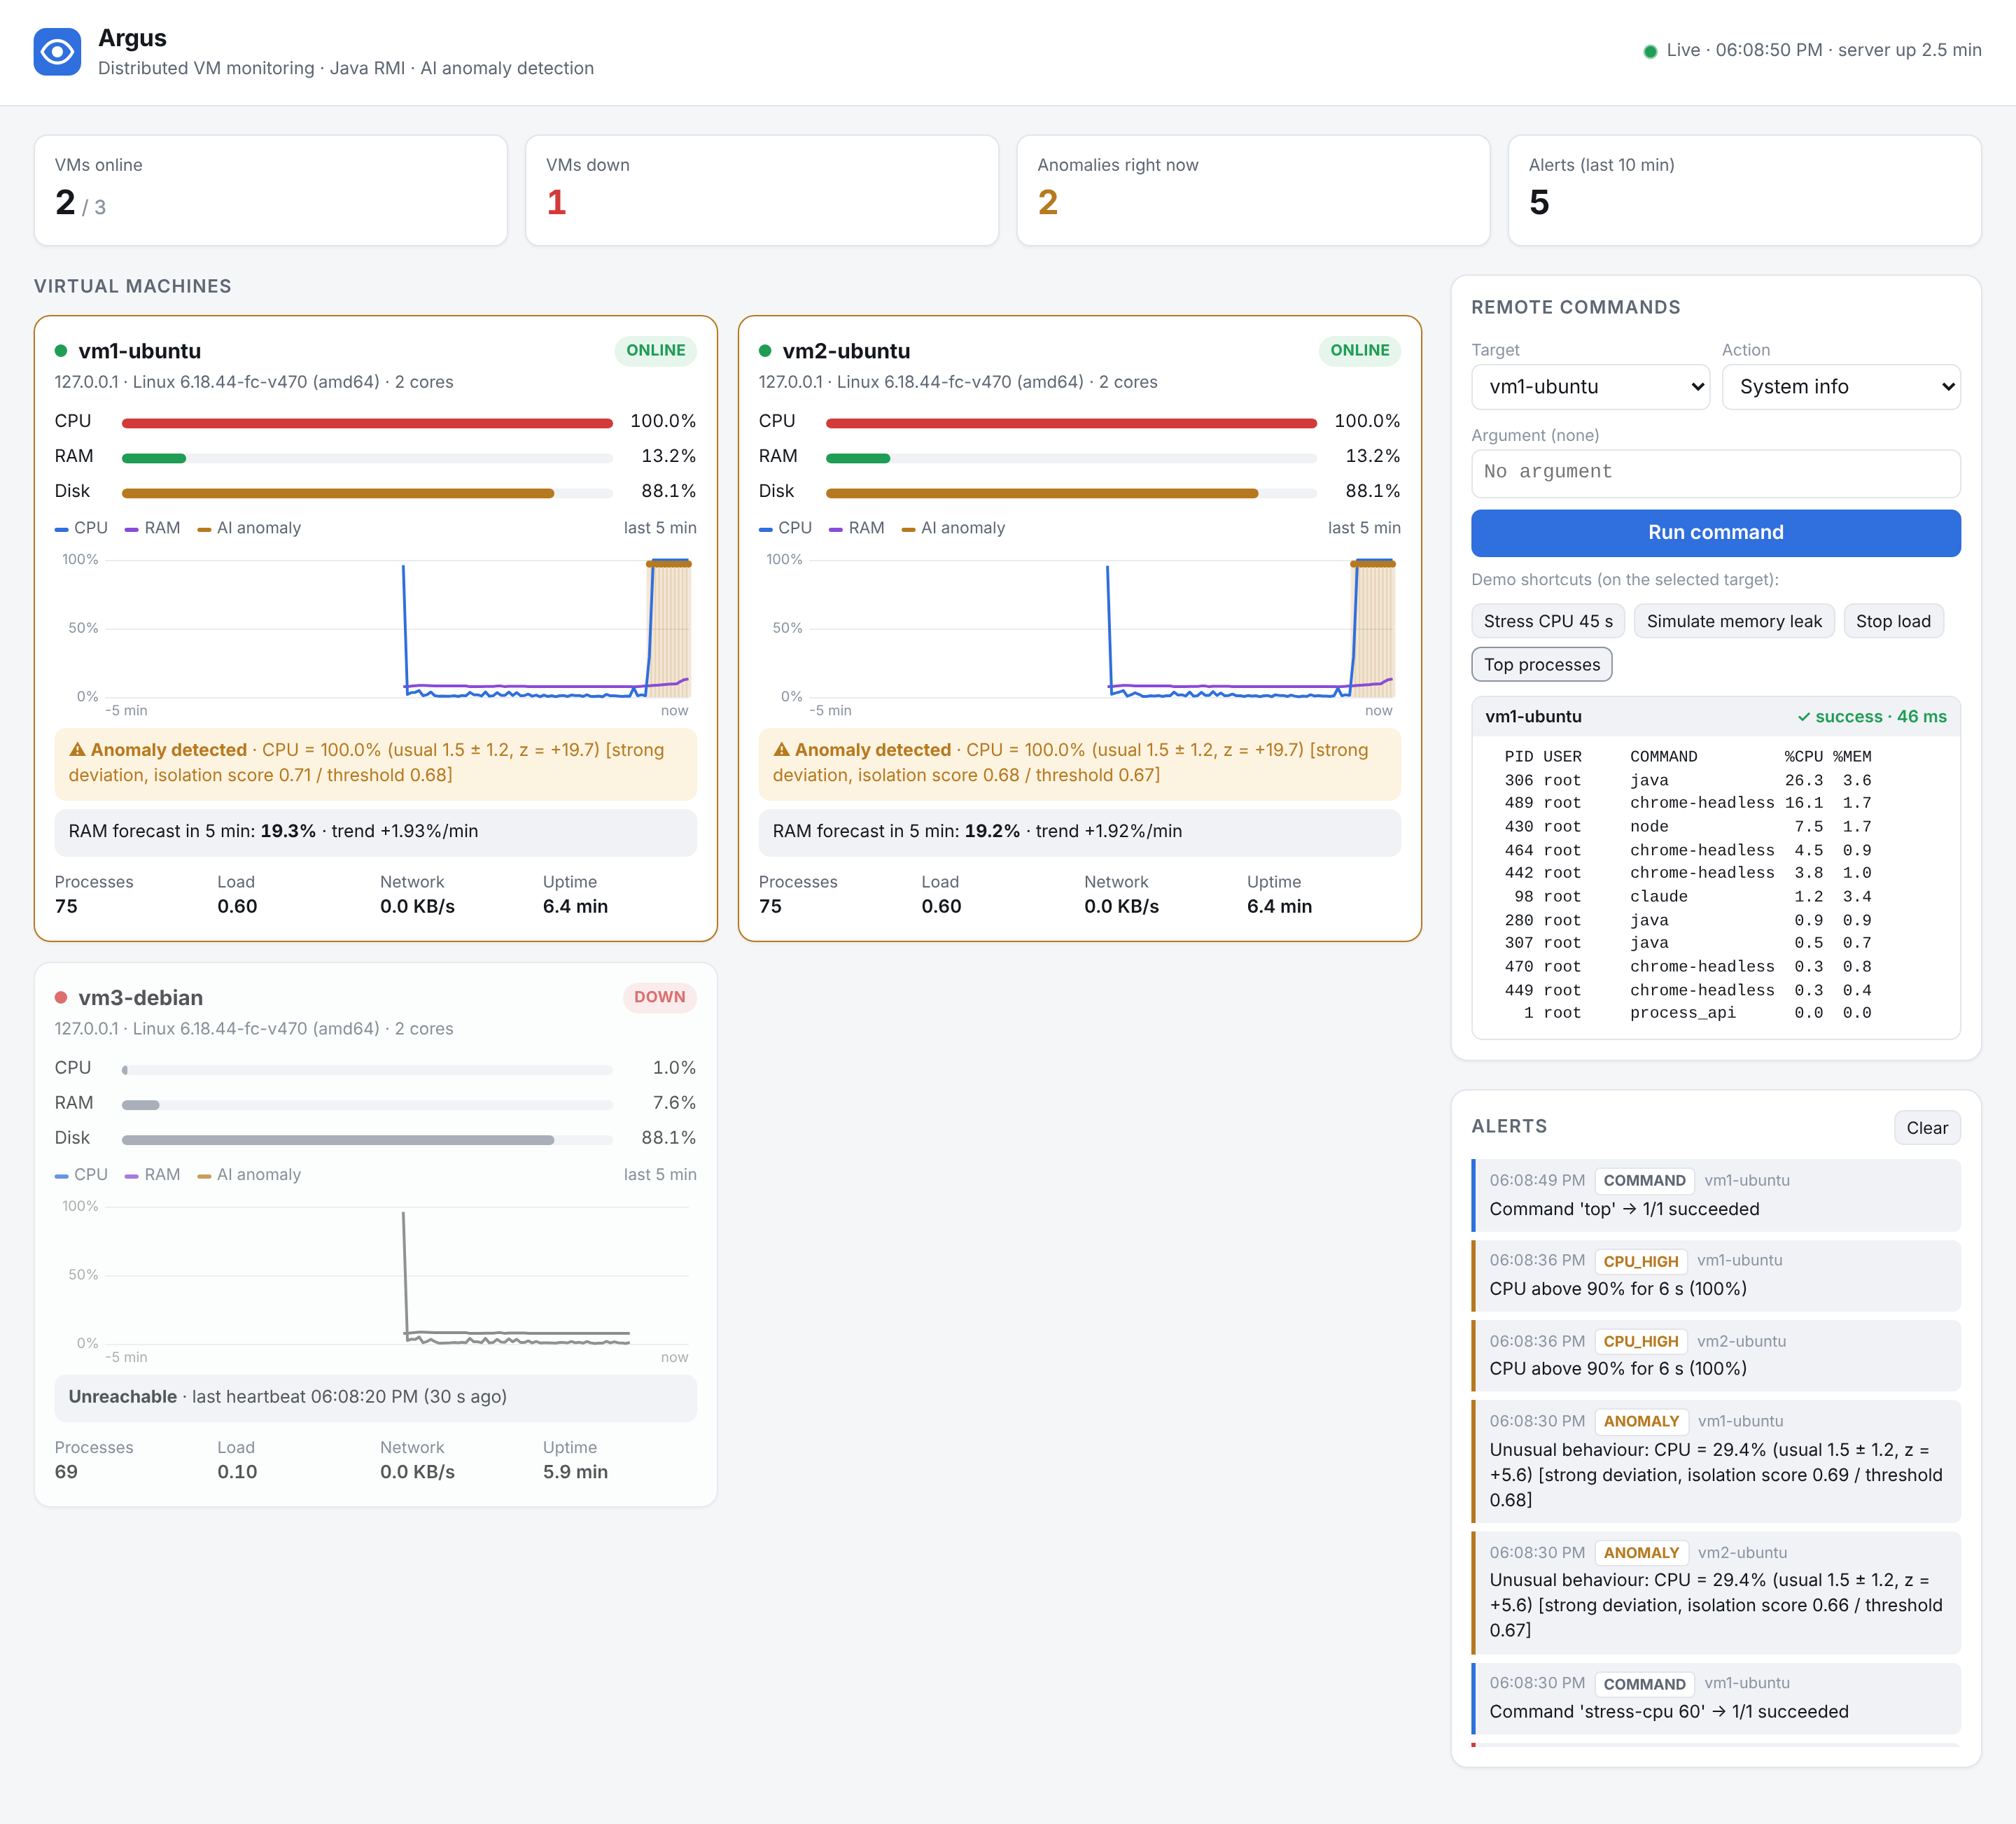 Argus
Distributed VM monitoring · Java RMI · AI anomaly detection
Live · 06:08:50 PM · server up 2.5 min
VMs online
2 / 3
VMs down
1
Anomalies right now
2
Alerts (last 10 min)
5
VIRTUAL MACHINES
vm1-ubuntu
ONLINE
127.0.0.1 · Linux 6.18.44-fc-v470 (amd64) · 2 cores
CPU 100.0%
RAM 13.2%
Disk 88.1%
CPU RAM AI anomaly last 5 min
100%
50%
0%
-5 min now
⚠ Anomaly detected · CPU = 100.0% (usual 1.5 ± 1.2, z = +19.7) [strong
deviation, isolation score 0.71 / threshold 0.68]
RAM forecast in 5 min: 19.3% · trend +1.93%/min
Processes Load Network Uptime
75 0.60 0.0 KB/s 6.4 min
vm2-ubuntu
ONLINE
127.0.0.1 · Linux 6.18.44-fc-v470 (amd64) · 2 cores
CPU 100.0%
RAM 13.2%
Disk 88.1%
CPU RAM AI anomaly last 5 min
100%
50%
0%
-5 min now
⚠ Anomaly detected · CPU = 100.0% (usual 1.5 ± 1.2, z = +19.7) [strong
deviation, isolation score 0.68 / threshold 0.67]
RAM forecast in 5 min: 19.2% · trend +1.92%/min
Processes Load Network Uptime
75 0.60 0.0 KB/s 6.4 min
vm3-debian
DOWN
127.0.0.1 · Linux 6.18.44-fc-v470 (amd64) · 2 cores
CPU 1.0%
RAM 7.6%
Disk 88.1%
CPU RAM AI anomaly last 5 min
100%
50%
0%
-5 min now
Unreachable · last heartbeat 06:08:20 PM (30 s ago)
Processes Load Network Uptime
69 0.10 0.0 KB/s 5.9 min
REMOTE COMMANDS
Target Action
vm1-ubuntu System info
Argument (none)
No argument
Run command
Demo shortcuts (on the selected target):
Stress CPU 45 s Simulate memory leak Stop load
Top processes
vm1-ubuntu ✓ success · 46 ms
PID USER COMMAND %CPU %MEM
306 root java 26.3 3.6
489 root chrome-headless 16.1 1.7
430 root node 7.5 1.7
464 root chrome-headless 4.5 0.9
442 root chrome-headless 3.8 1.0
98 root claude 1.2 3.4
280 root java 0.9 0.9
307 root java 0.5 0.7
470 root chrome-headless 0.3 0.8
449 root chrome-headless 0.3 0.4
1 root process_api 0.0 0.0
ALERTS
Clear
06:08:49 PM COMMAND vm1-ubuntu
Command 'top' → 1/1 succeeded
06:08:36 PM CPU_HIGH vm1-ubuntu
CPU above 90% for 6 s (100%)
06:08:36 PM CPU_HIGH vm2-ubuntu
CPU above 90% for 6 s (100%)
06:08:30 PM ANOMALY vm1-ubuntu
Unusual behaviour: CPU = 29.4% (usual 1.5 ± 1.2, z =
+5.6) [strong deviation, isolation score 0.69 / threshold
0.68]
06:08:30 PM ANOMALY vm2-ubuntu
Unusual behaviour: CPU = 29.4% (usual 1.5 ± 1.2, z =
+5.6) [strong deviation, isolation score 0.66 / threshold
0.67]
06:08:30 PM COMMAND vm1-ubuntu
Command 'stress-cpu 60' → 1/1 succeeded